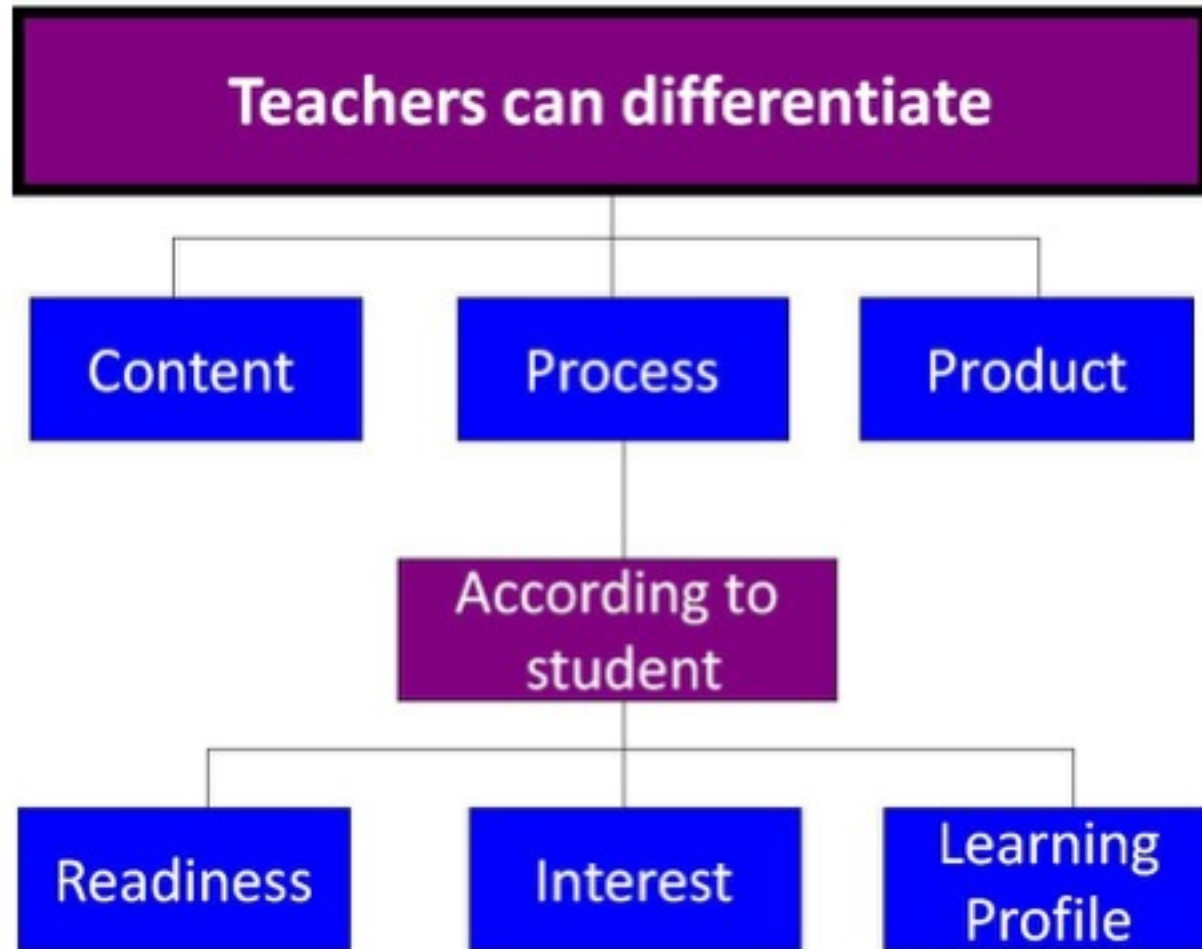 Teachers can differentiate
Content
Process
Product
According to
student
Readiness
Interest
Learning
Profile